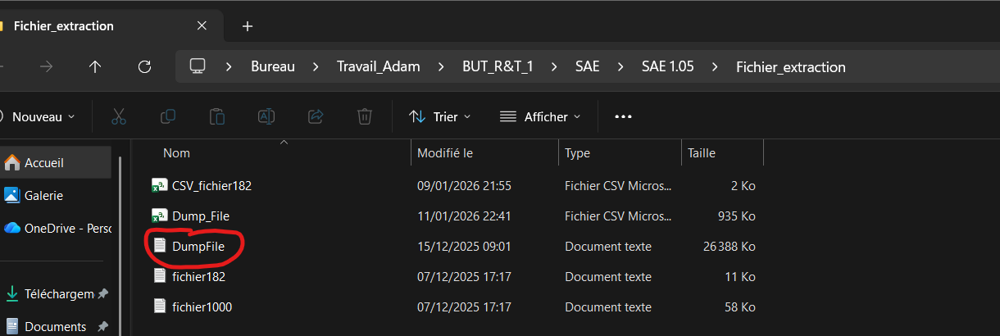 Fichier_extraction
Bureau > Travail_Adam > BUT_R&T_1 > SAE > SAE 1.05 > Fichier_extraction
Nouveau Trier Afficher
Nom Modifié le Type Taille
Accueil
Galerie
OneDrive - Perso
Téléchargem
Documents
CSV_fichier182 09/01/2026 21:55 Fichier CSV Micros... 2 Ko
Dump_File 11/01/2026 22:41 Fichier CSV Micros... 935 Ko
DumpFile 15/12/2025 09:01 Document texte 26 388 Ko
fichier182 07/12/2025 17:17 Document texte 11 Ko
fichier1000 07/12/2025 17:17 Document texte 58 Ko